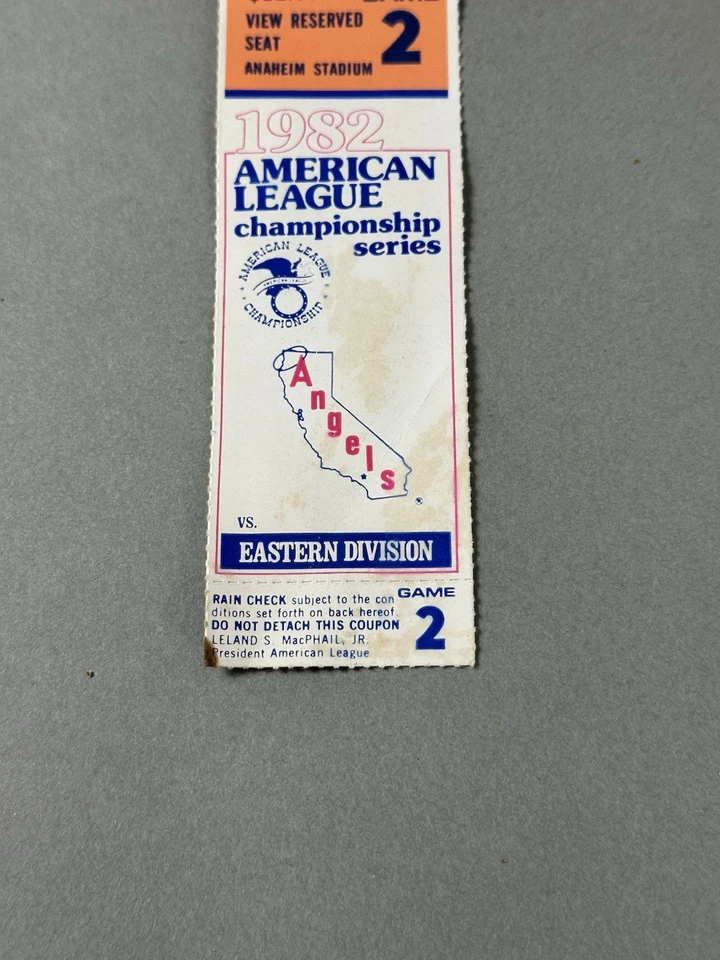 VIEW RESERVED
SEAT
ANAHEIM STADIUM
2
1982
AMERICAN
LEAGUE
championship
series
AMERICAN LEAGUE
CHAMPIONSHIP
Angels
VS.
EASTERN DIVISION
RAIN CHECK subject to the con-
ditions set forth on back hereof.
DO NOT DETACH THIS COUPON
LELAND S. MacPHAIL, JR.
President American League
GAME
2